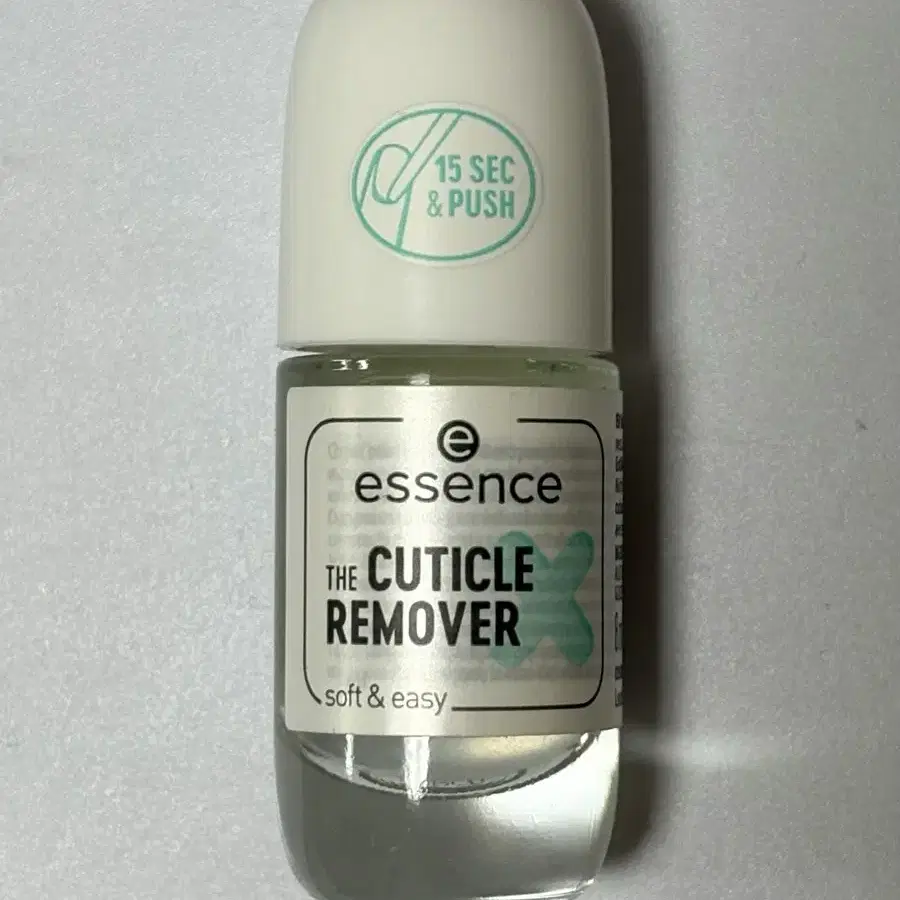 15 SEC
& PUSH
e
essence
THE CUTICLE
REMOVER
soft & easy